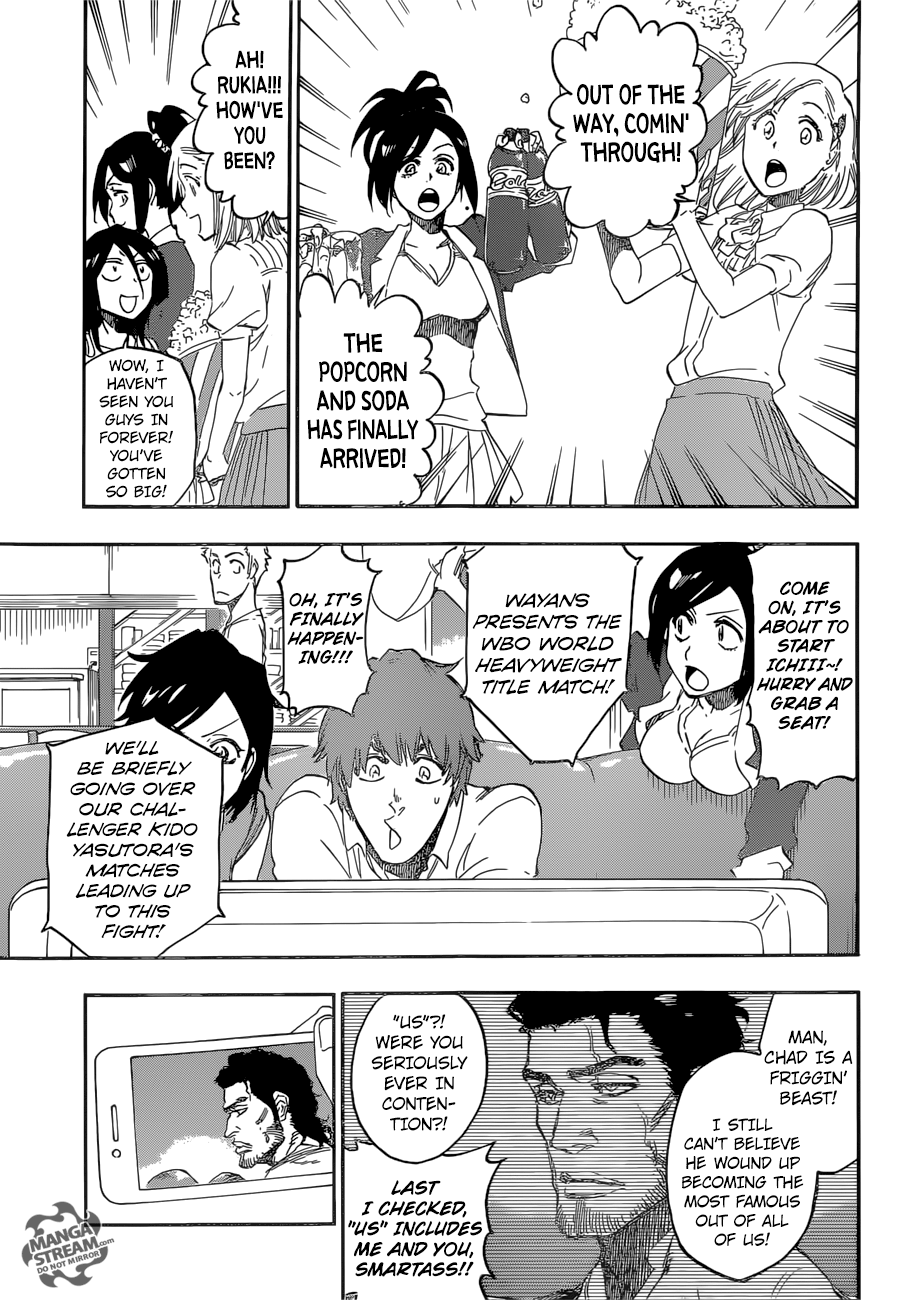 OUT OF THE
WAY, COMIN'
THROUGH!
THE
POPCORN
AND SODA
HAS FINALLY
ARRIVED!
AH!
RUKIA!!!
HOW'VE
YOU
BEEN?
WOW, I
HAVEN'T
SEEN YOU
GUYS IN
FOREVER!
YOU'VE
GOTTEN
SO BIG!
COME
ON, IT'S
ABOUT TO
START
ICHIII~!
HURRY AND
GRAB A
SEAT!
WAYANS
PRESENTS THE
WBO WORLD
HEAVYWEIGHT
TITLE MATCH!
OH, IT'S
FINALLY
HAPPEN-
ING!!!
WE'LL
BE BRIEFLY
GOING OVER
OUR CHAL-
LENGER KIDO
YASUTORA'S
MATCHES
LEADING UP
TO THIS
FIGHT!
MAN,
CHAD IS A
FRIGGIN'
BEAST!
I STILL
CAN'T BELIEVE
HE WOUND UP
BECOMING THE
MOST FAMOUS
OUT OF ALL
OF US!
"US"?!
WERE YOU
SERIOUSLY
EVER IN
CONTEN-
TION?!
LAST
I CHECKED,
"US" INCLUDES
ME AND YOU,
SMARTASS!!
MANGA
STREAM.com
DO NOT MIRROR